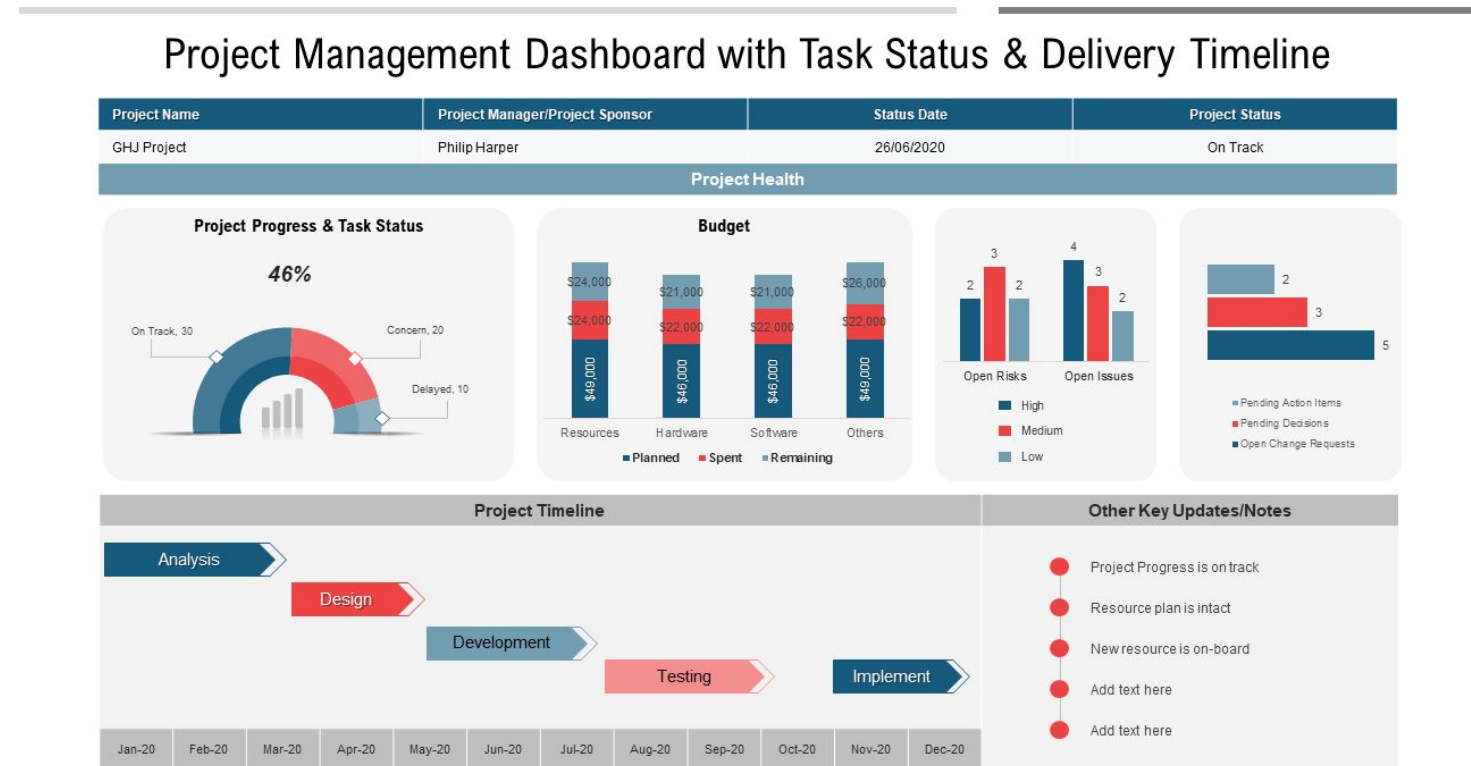 Project Management Dashboard with Task Status & Delivery Timeline
Project Name Project Manager/Project Sponsor Status Date Project Status
GHJ Project Philip Harper 26/06/2020 On Track
Project Health
Project Progress & Task Status
46%
On Track, 30
Concern, 20
Delayed, 10
Budget
$24,000 $21,000 $21,000 $26,000
$24,000 $22,000 $22,000 $22,000
$49,000 $46,000 $46,000 $49,000
Resources Hardware Software Others
Planned Spent Remaining
2 3 2 4 3 2
Open Risks Open Issues
High
Medium
Low
2
3
5
Pending Action Items
Pending Decisions
Open Change Requests
Project Timeline
Analysis
Design
Development
Testing Implement
Jan-20 Feb-20 Mar-20 Apr-20 May-20 Jun-20 Jul-20 Aug-20 Sep-20 Oct-20 Nov-20 Dec-20
Other Key Updates/Notes
Project Progress is on track
Resource plan is intact
New resource is on-board
Add text here
Add text here